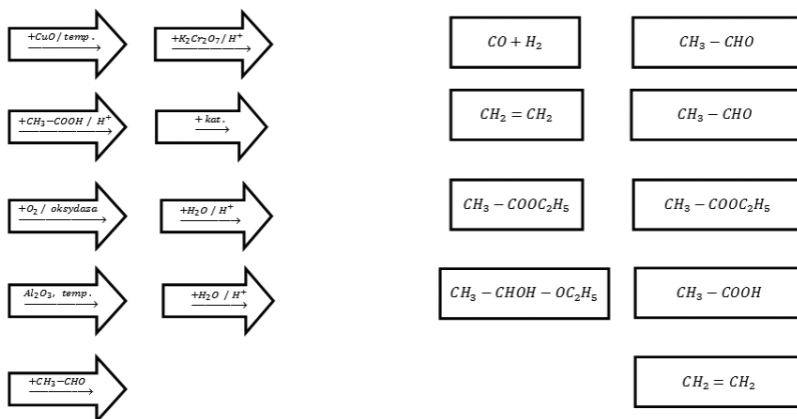 +CuO/temp. +K₂Cr₂O₇/H⁺ CO + H₂ CH₃ − CHO
+CH₃−COOH / H⁺ + kat. CH₂ = CH₂ CH₃ − CHO
+O₂ / oksydaza +H₂O / H⁺ CH₃ − COOC₂H₅ CH₃ − COOC₂H₅
Al₂O₃, temp. +H₂O / H⁺ CH₃ − CHOH − OC₂H₅ CH₃ − COOH
+CH₃−CHO CH₂ = CH₂